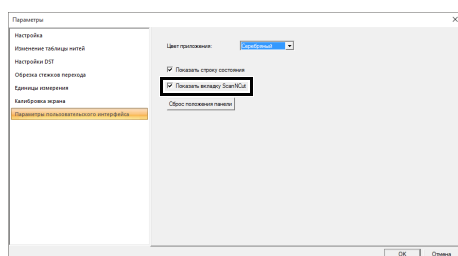 Параметры
Настройка
Изменение таблицы нитей
Настройки DST
Обрезка стежков перехода
Единицы измерения
Калибровка экрана
Параметры пользовательского интерфейса
Цвет приложения: Серебряный
Показать строку состояния
Показать вкладку ScanNCut
Сброс положения панели
OK Отмена